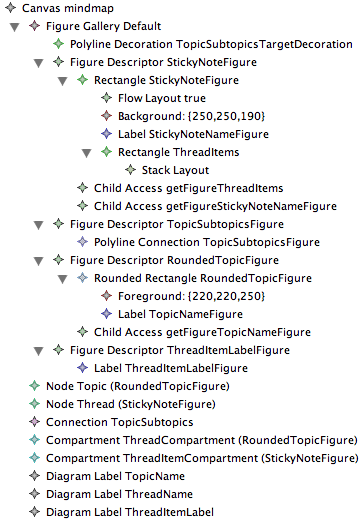 Canvas mindmap
Figure Gallery Default
Polyline Decoration TopicSubtopicsTargetDecoration
Figure Descriptor StickyNoteFigure
Rectangle StickyNoteFigure
Flow Layout true
Background: {250,250,190}
Label StickyNoteNameFigure
Rectangle ThreadItems
Stack Layout
Child Access getFigureThreadItems
Child Access getFigureStickyNoteNameFigure
Figure Descriptor TopicSubtopicsFigure
Polyline Connection TopicSubtopicsFigure
Figure Descriptor RoundedTopicFigure
Rounded Rectangle RoundedTopicFigure
Foreground: {220,220,250}
Label TopicNameFigure
Child Access getFigureTopicNameFigure
Figure Descriptor ThreadItemLabelFigure
Label ThreadItemLabelFigure
Node Topic (RoundedTopicFigure)
Node Thread (StickyNoteFigure)
Connection TopicSubtopics
Compartment ThreadCompartment (RoundedTopicFigure)
Compartment ThreadItemCompartment (StickyNoteFigure)
Diagram Label TopicName
Diagram Label ThreadName
Diagram Label ThreadItemLabel